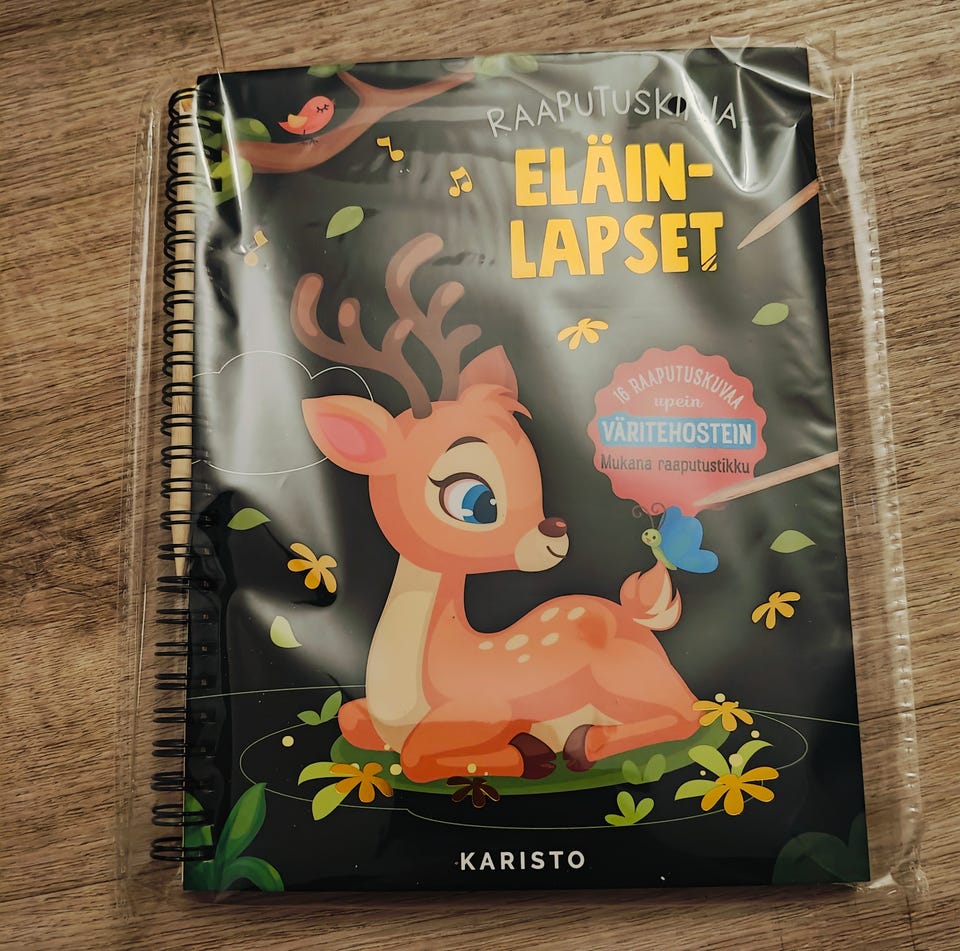 RAAPUTUSKIRJA
ELÄIN-
LAPSET
16 RAAPUTUSKUVAA
upein
VÄRITEHOSTEIN
Mukana raaputustikku
KARISTO